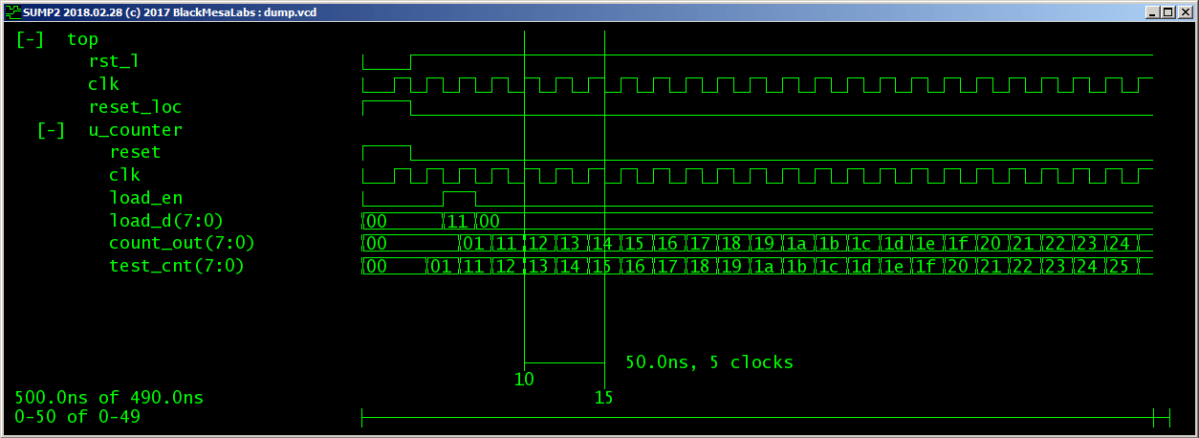 SUMP2 2018.02.28 (c) 2017 BlackMesaLabs : dump.vcd
[-] top
rst_l
clk
reset_loc
[-] u_counter
reset
clk
load_en
load_d(7:0) 00 11 00
count_out(7:0) 00 01 11 12 13 14 15 16 17 18 19 1a 1b 1c 1d 1e 1f 20 21 22 23 24
test_cnt(7:0) 00 01 11 12 13 14 15 16 17 18 19 1a 1b 1c 1d 1e 1f 20 21 22 23 24 25
50.0ns, 5 clocks
10
15
500.0ns of 490.0ns
0-50 of 0-49